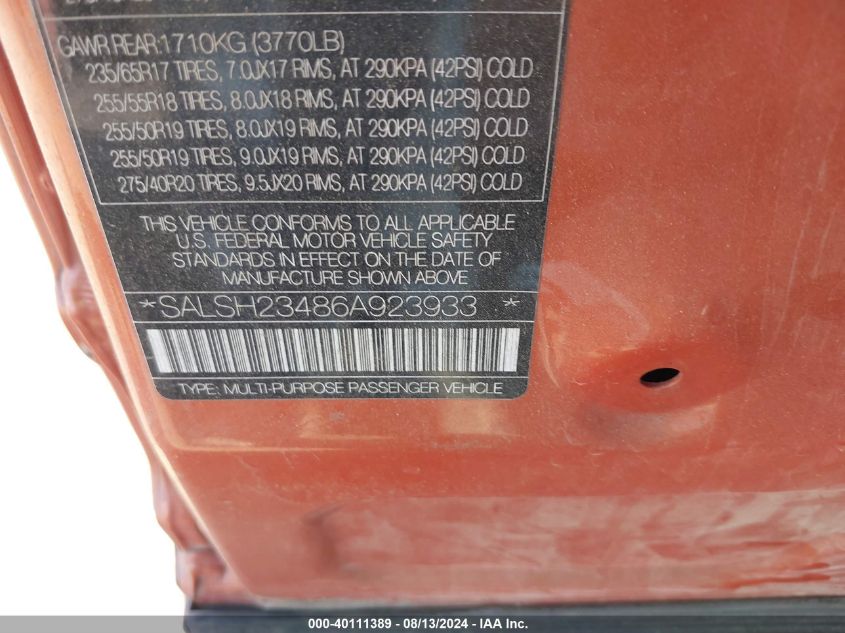 GAWR REAR:1710KG (3770LB)
235/65R17 TIRES, 7.0JX17 RIMS, AT 290KPA (42PSI) COLD
255/55R18 TIRES, 8.0JX18 RIMS, AT 290KPA (42PSI) COLD
255/50R19 TIRES, 8.0JX19 RIMS, AT 290KPA (42PSI) COLD
255/50R19 TIRES, 9.0JX19 RIMS, AT 290KPA (42PSI) COLD
275/40R20 TIRES, 9.5JX20 RIMS, AT 290KPA (42PSI) COLD
THIS VEHICLE CONFORMS TO ALL APPLICABLE
U.S. FEDERAL MOTOR VEHICLE SAFETY
STANDARDS IN EFFECT ON THE DATE OF
MANUFACTURE SHOWN ABOVE
*SALSH23486A923933 *
TYPE: MULTI-PURPOSE PASSENGER VEHICLE
000-40111389 - 08/13/2024 - IAA Inc.